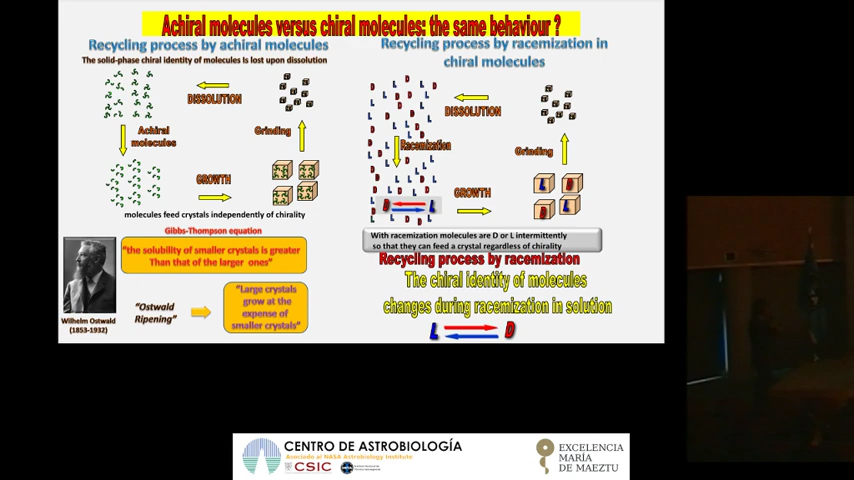 Achiral molecules versus chiral molecules: the same behaviour ?
Recycling process by achiral molecules
The solid-phase chiral identity of molecules Is lost upon dissolution
DISSOLUTION
Achiral
molecules
Grinding
GROWTH
molecules feed crystals independently of chirality
Gibbs-Thompson equation
"the solubility of smaller crystals is greater
Than that of the larger ones"
Wilhelm Ostwald
(1853-1932)
"Ostwald
Ripening"
"Large crystals
grow at the
expense of
smaller crystals"
Recycling process by racemization in
chiral molecules
DISSOLUTION
Racemization
Grinding
GROWTH
D L
L D
D L
With racemization molecules are D or L intermittently
so that they can feed a crystal regardless of chirality
Recycling process by racemization
The chiral identity of molecules
changes during racemization in solution
L D
CENTRO DE ASTROBIOLOGÍA
Asociado al NASA Astrobiology Institute
CSIC
EXCELENCIA
MARÍA
DE MAEZTU